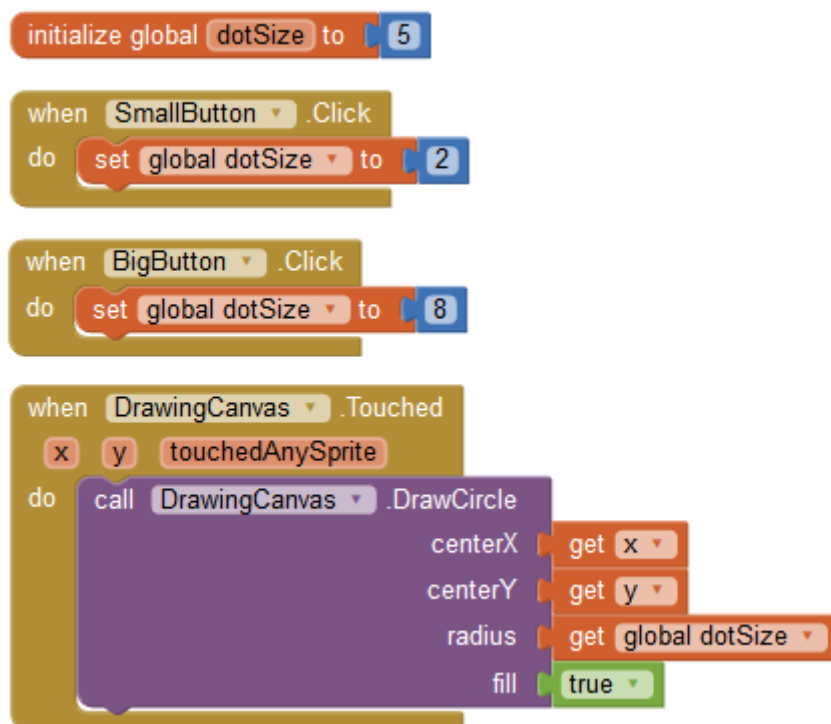 initialize global dotSize to 5
when SmallButton .Click
do set global dotSize to 2
when BigButton .Click
do set global dotSize to 8
when DrawingCanvas .Touched
x y touchedAnySprite
do call DrawingCanvas .DrawCircle
centerX get x
centerY get y
radius get global dotSize
fill true